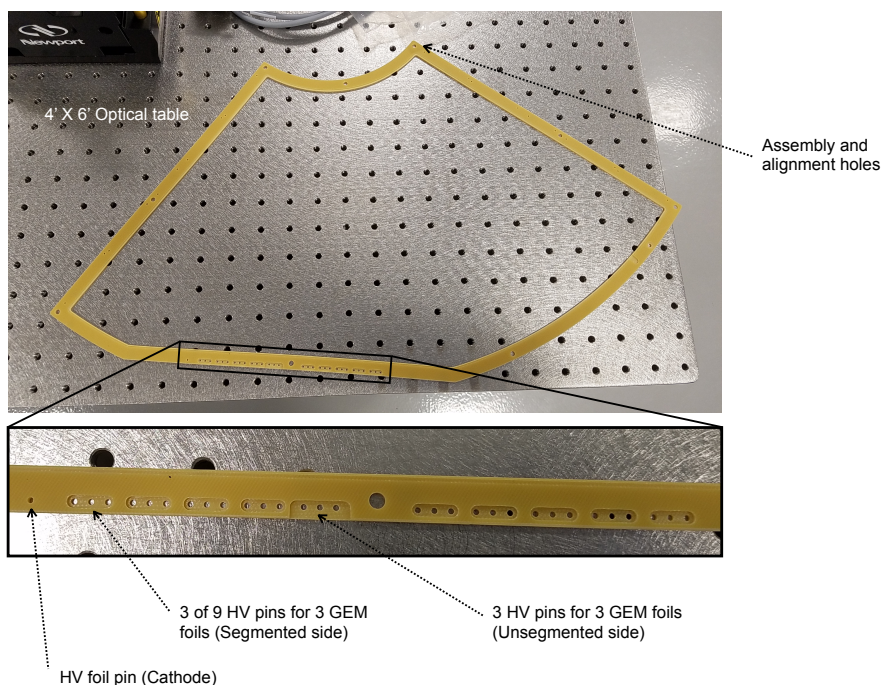 Newport
4' X 6' Optical table
Assembly and
alignment holes
3 of 9 HV pins for 3 GEM
foils (Segmented side)
3 HV pins for 3 GEM foils
(Unsegmented side)
HV foil pin (Cathode)